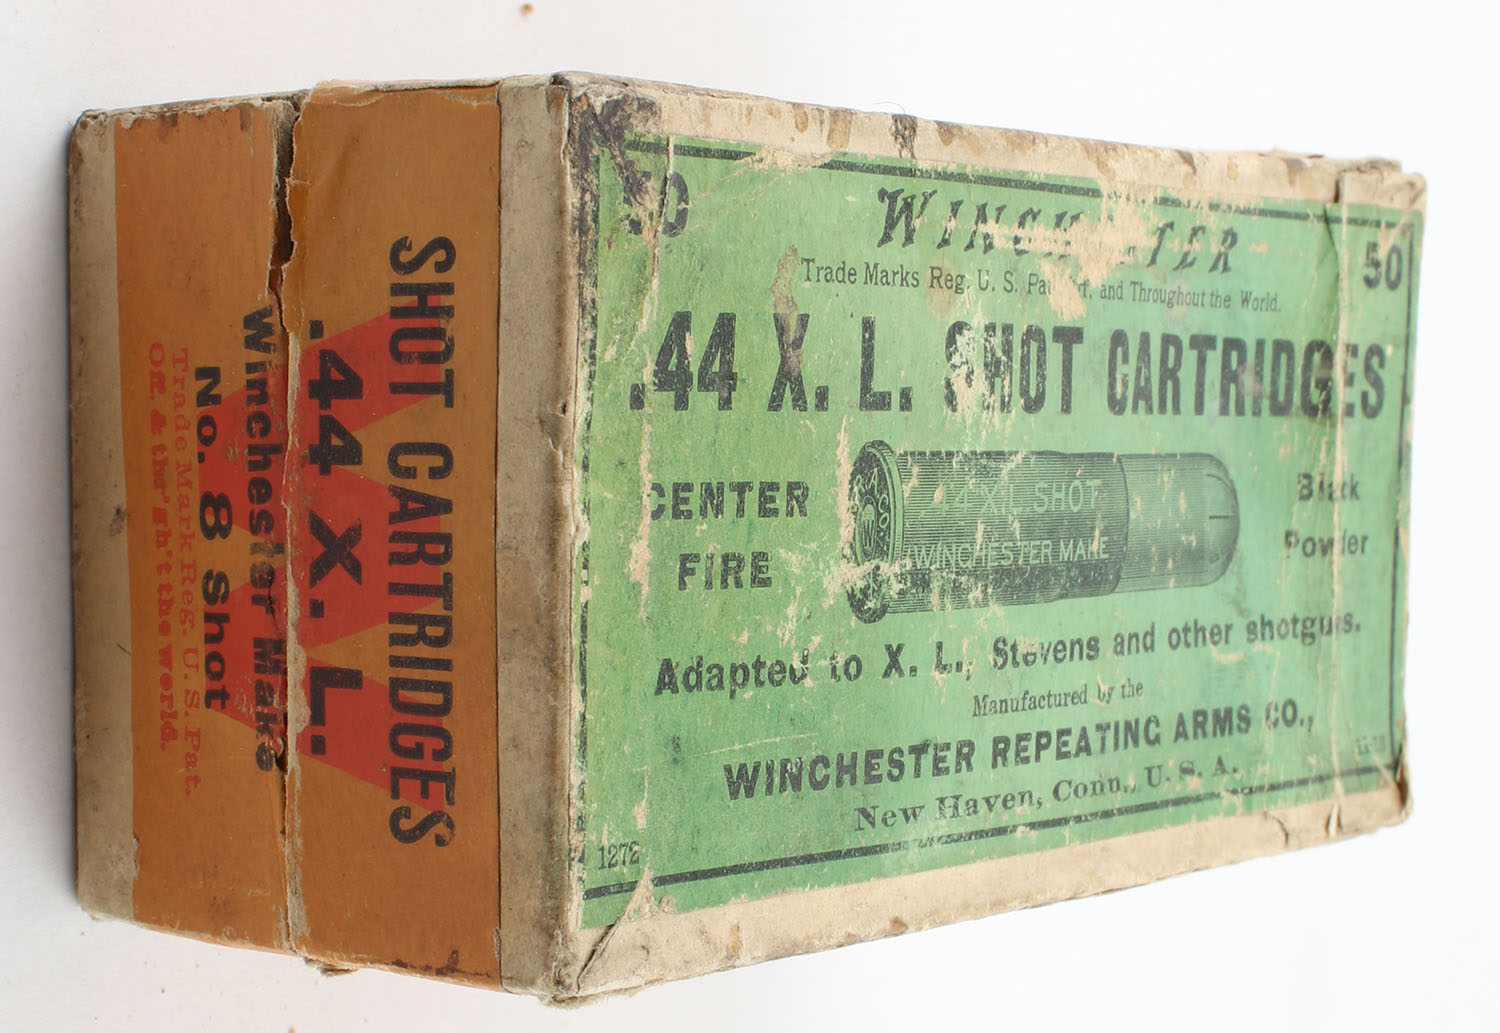 50
WINCHESTER
50
Trade Marks Reg. U. S. Pat. Off. and Throughout the World.
.44 X. L. SHOT CARTRIDGES
CENTER
FIRE
.44 XL SHOT
WINCHESTER MAKE
W
Black
Powder
Adapted to X. L., Stevens and other shotguns.
Manufactured by the
WINCHESTER REPEATING ARMS CO.,
New Haven, Conn., U. S. A.
1272
SHOT CARTRIDGES
.44 X. L.
Winchester Make
No. 8 Shot
Trade Mark Reg. U. S. Pat.
Off. & thr'gh't the world.